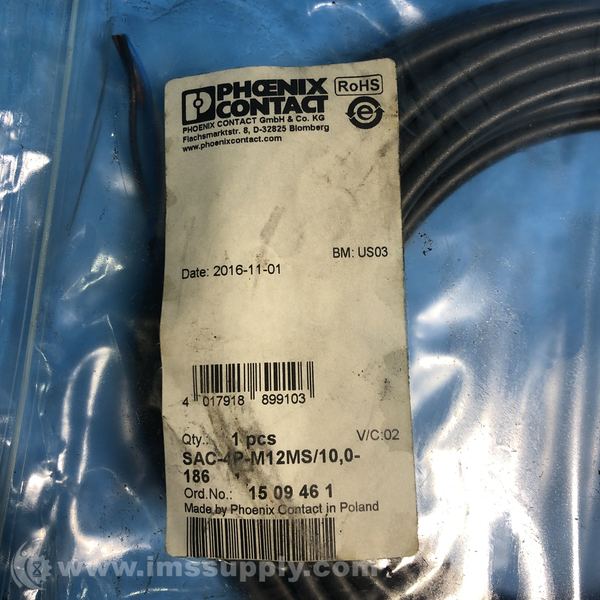 PHŒNIX
CONTACT
RoHS
PHOENIX CONTACT GmbH & Co. KG
Flachsmarktstr. 8, D-32825 Blomberg
www.phoenixcontact.com
BM: US03
Date: 2016-11-01
4 017918 899103
Qty.: 1 pcs
V/C:02
SAC-4P-M12MS/10,0-
186
Ord.No.: 15 09 46 1
Made by Phoenix Contact in Poland
www.imssupply.com